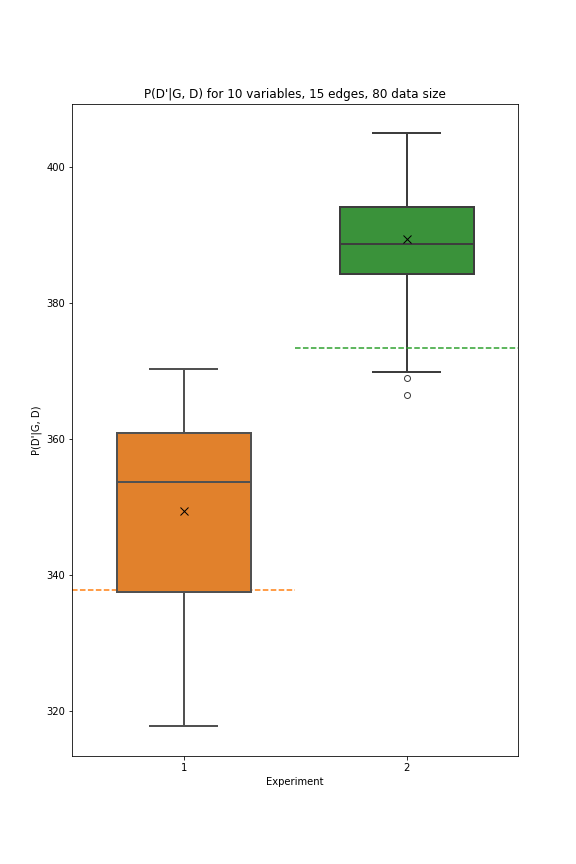 P(D'|G, D) for 10 variables, 15 edges, 80 data size
P(D'|G, D)
400
380
360
340
320
1
2
Experiment